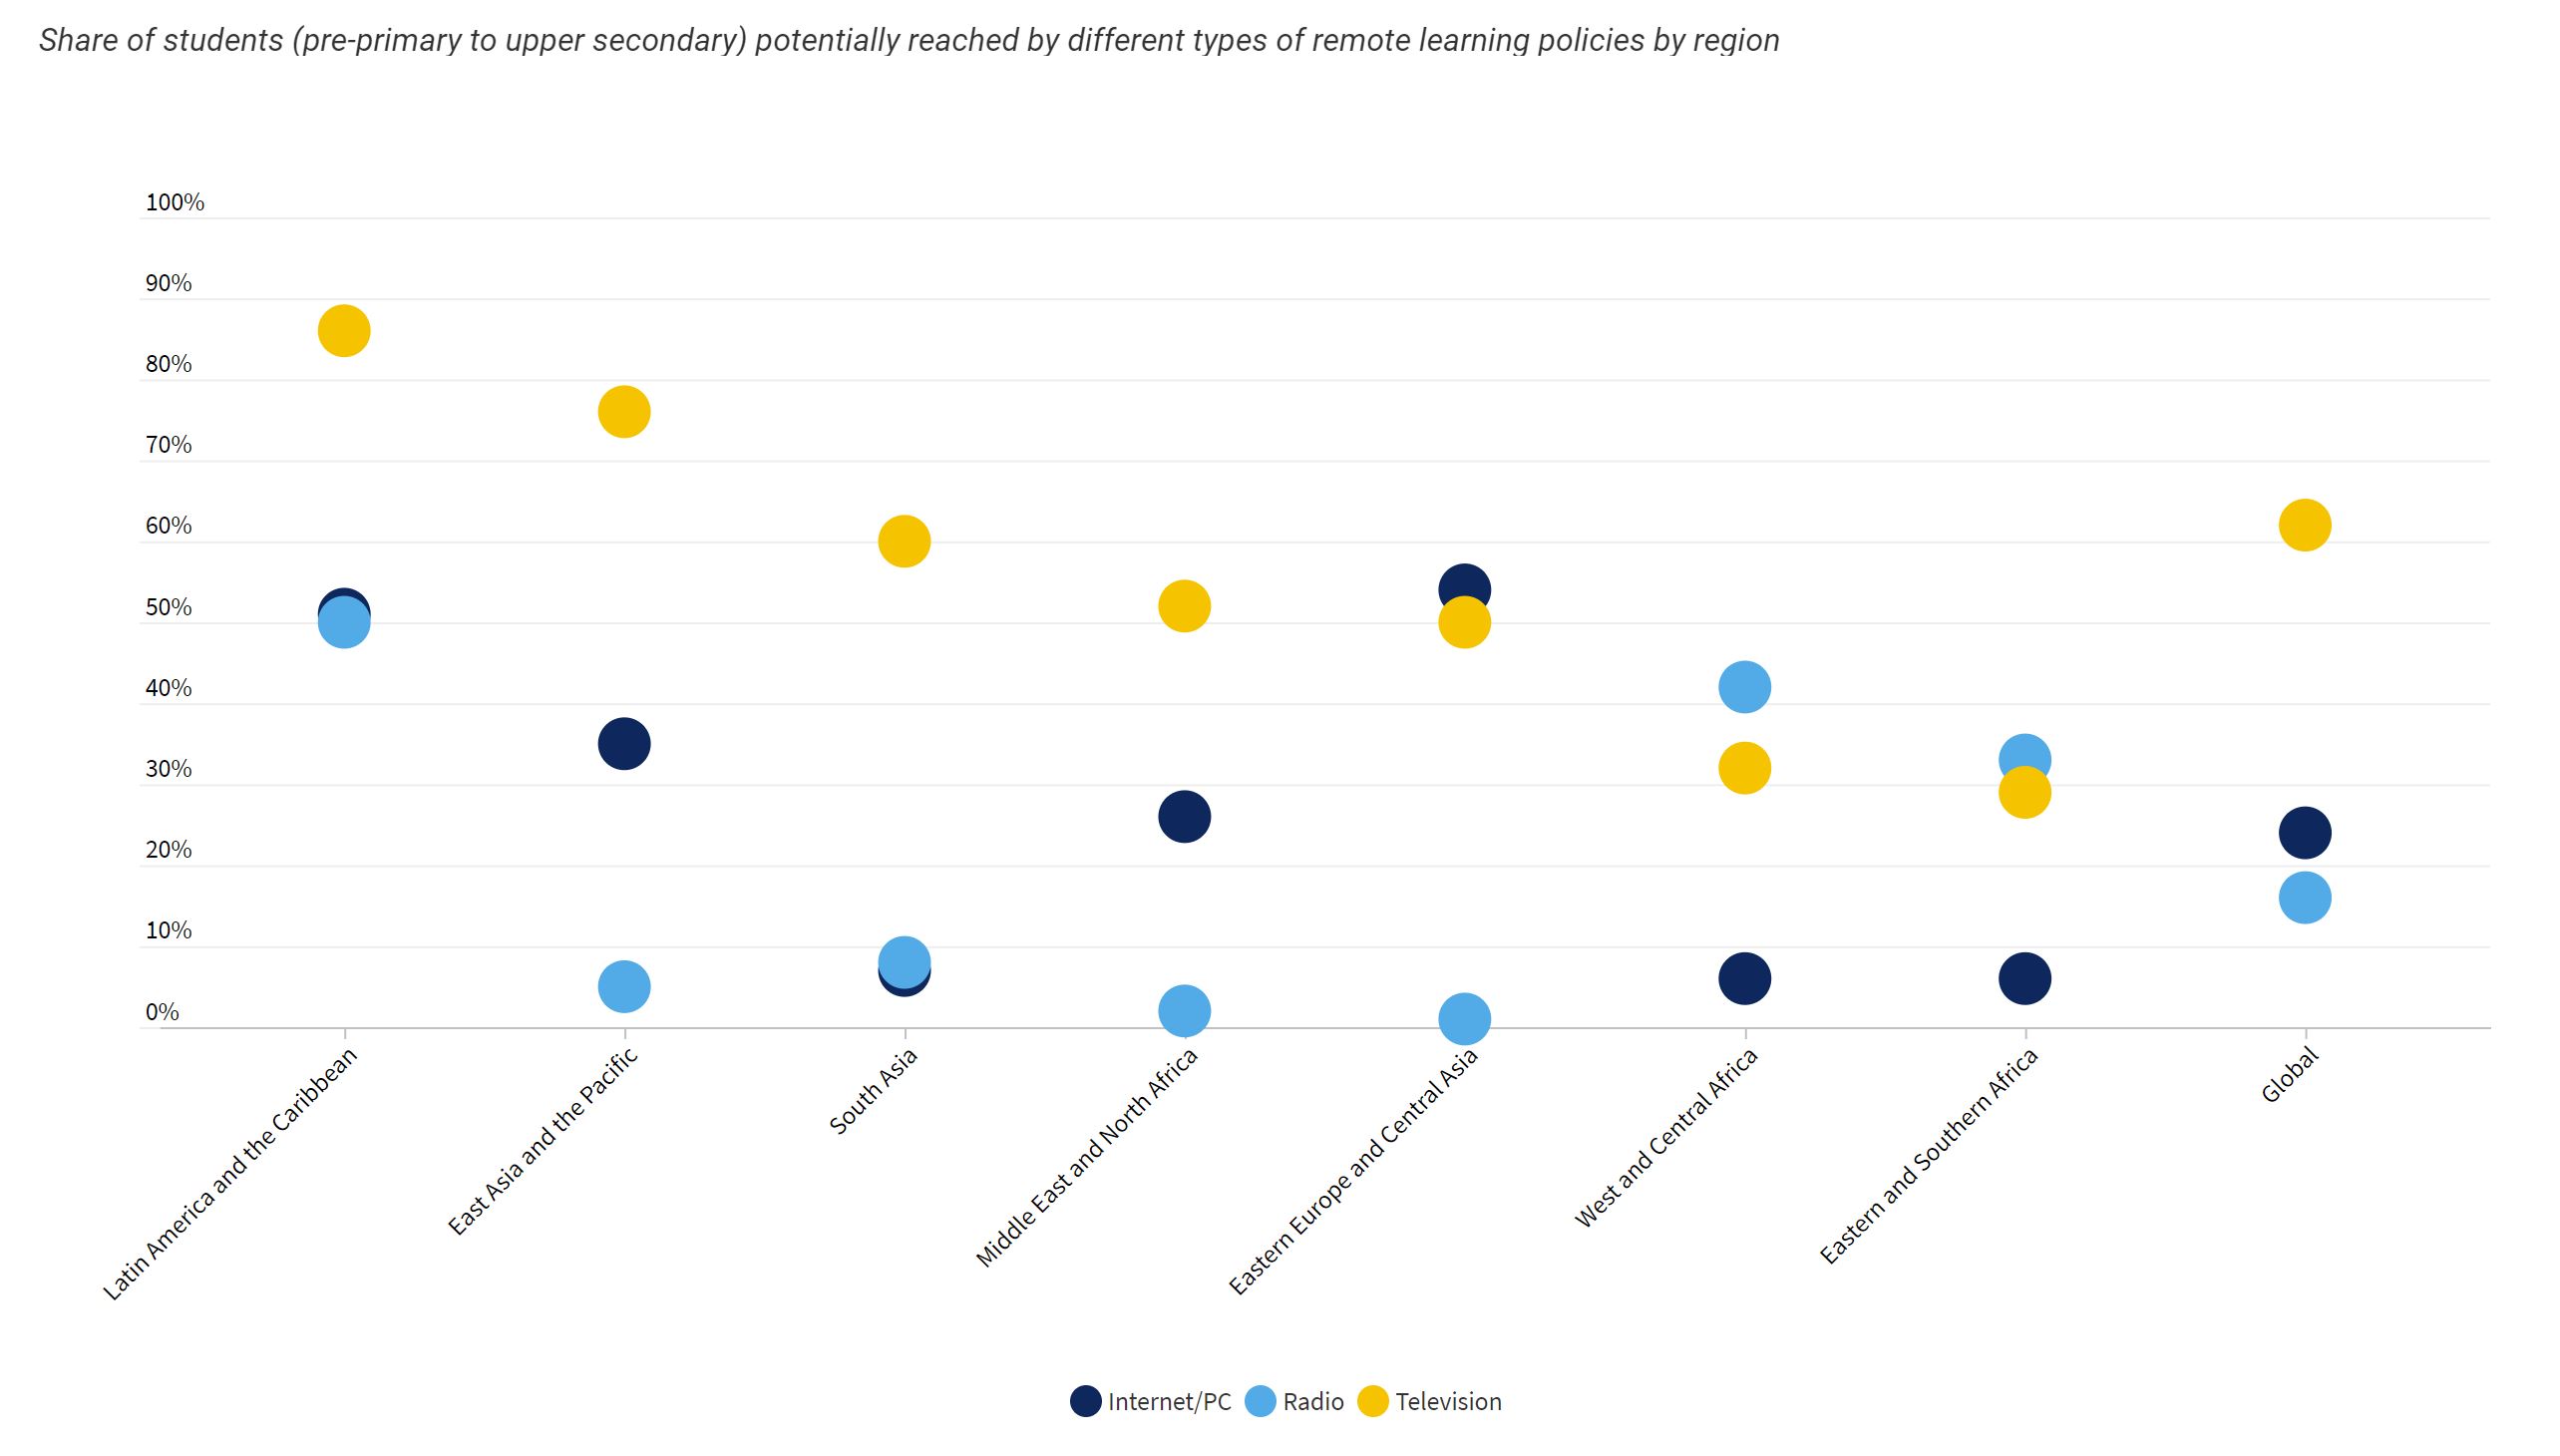 Share of students (pre-primary to upper secondary) potentially reached by different types of remote learning policies by region
100%
90%
80%
70%
60%
50%
40%
30%
20%
10%
0%
Latin America and the Caribbean
East Asia and the Pacific
South Asia
Middle East and North Africa
Eastern Europe and Central Asia
West and Central Africa
Eastern and Southern Africa
Global
Internet/PC Radio Television